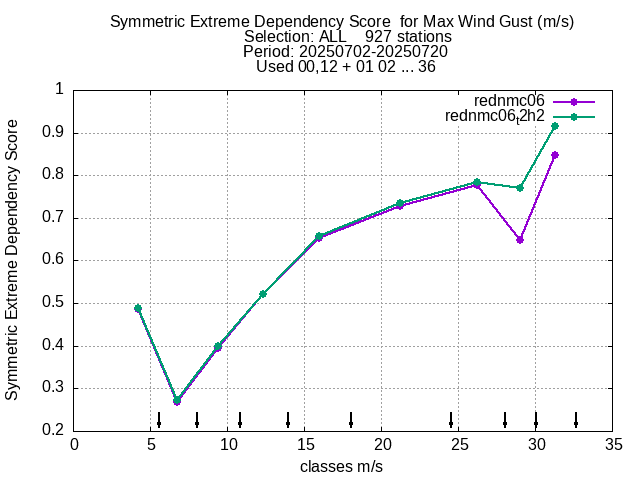 Symmetric Extreme Dependency Score  for Max Wind Gust (m/s)
Selection: ALL    927 stations
Period: 20250702-20250720
Used 00,12 + 01 02 ... 36
rednmc06
rednmc06t2h2
Symmetric Extreme Dependency Score
1
0.9
0.8
0.7
0.6
0.5
0.4
0.3
0.2
0 5 10 15 20 25 30 35
classes m/s